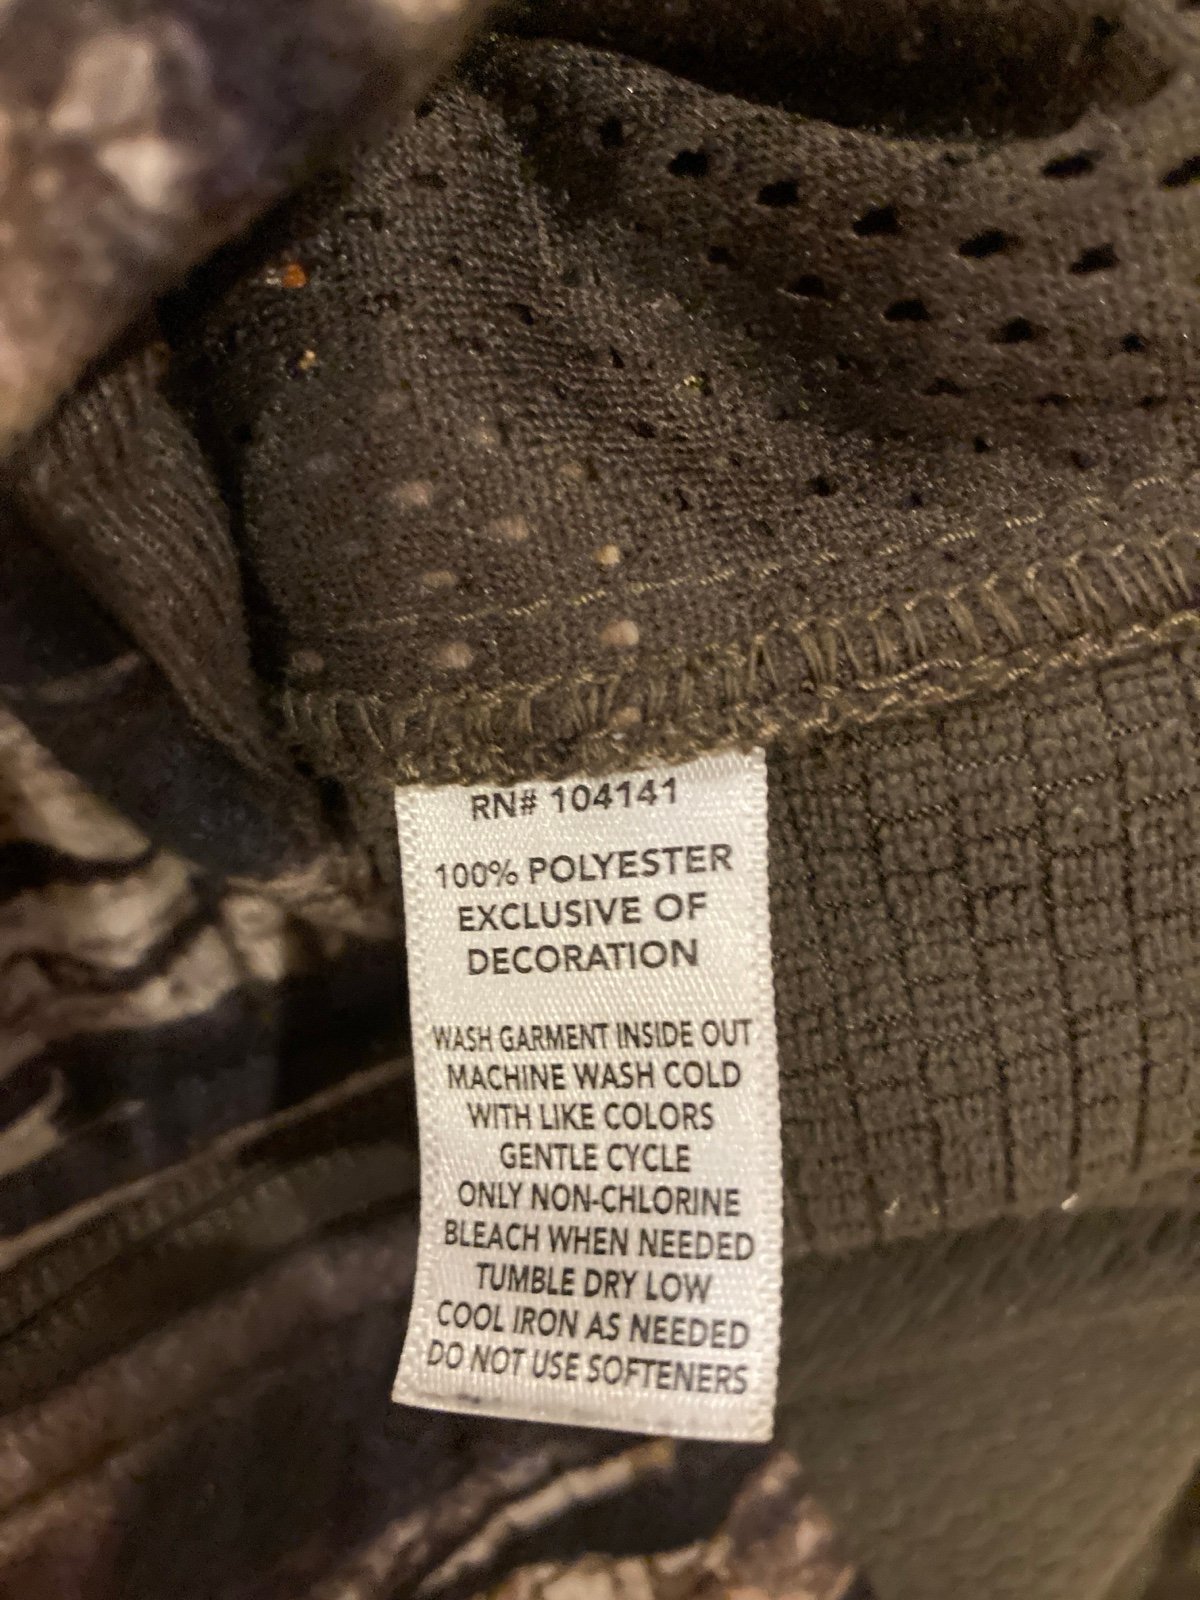 RN# 104141
100% POLYESTER
EXCLUSIVE OF
DECORATION
WASH GARMENT INSIDE OUT
MACHINE WASH COLD
WITH LIKE COLORS
GENTLE CYCLE
ONLY NON-CHLORINE
BLEACH WHEN NEEDED
TUMBLE DRY LOW
COOL IRON AS NEEDED
DO NOT USE SOFTENERS